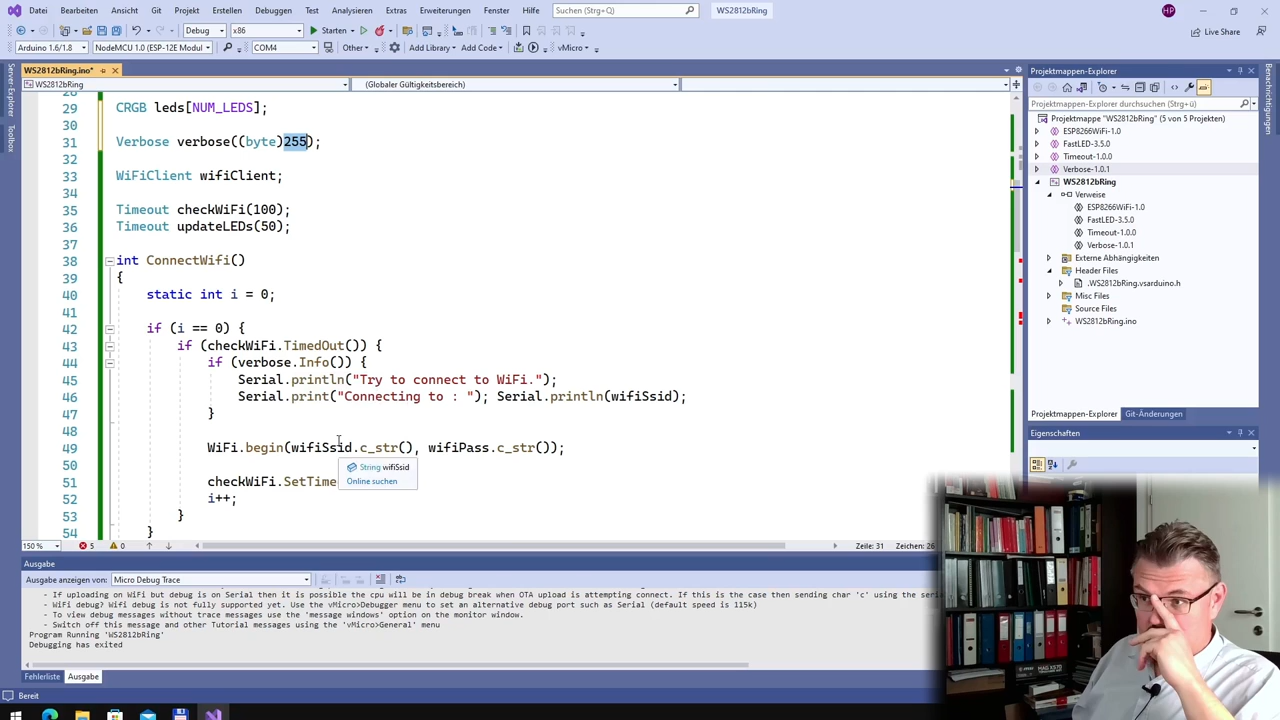 Datei Bearbeiten Ansicht Git Projekt Erstellen Debuggen Test Analysieren Extras Erweiterungen Fenster Hilfe Suchen (Strg+Q) WS2812bRing HP
Debug x86 Starten Live Share
Arduino 1.6/1.8 NodeMCU 1.0 (ESP-12E Modul COM4 Other Add Library Add Code vMicro
Server-Explorer
Toolbox
WS2812bRing.ino*
WS2812bRing (Globaler Gültigkeitsbereich)
28
29 CRGB leds[NUM_LEDS];
30
31 Verbose verbose((byte)255);
32
33 WiFiClient wifiClient;
34
35 Timeout checkWiFi(100);
36 Timeout updateLEDs(50);
37
38 int ConnectWifi()
39 {
40 static int i = 0;
41
42 if (i == 0) {
43 if (checkWiFi.TimedOut()) {
44 if (verbose.Info()) {
45 Serial.println("Try to connect to WiFi.");
46 Serial.print("Connecting to : "); Serial.println(wifiSsid);
47 }
48
49 WiFi.begin(wifiSsid.c_str(), wifiPass.c_str());
50
String wifiSsid
Online suchen
51 checkWiFi.SetTime
52 i++;
53 }
54 }
150 % 5 0 Zeile: 31 Zeichen: 26
Ausgabe
Ausgabe anzeigen von: Micro Debug Trace
- If uploading on WiFi but debug is on Serial then it is possible the cpu will be in debug break when OTA upload is attempting connect. If this is the case then sending char 'c' using the serial
- WiFi debug? Wifi debug is not fully supported yet. Use the vMicro>Debugger menu to set an alternative debug port such as Serial (default speed is 115k)
- To view debug messages without trace messages use the 'message windows' option on the monitor window.
- Switch off this message and other Tutorial messages using the 'vMicro>General' menu
Program Running 'WS2812bRing'
Debugging has exited
Fehlerliste Ausgabe
Bereit
Projektmappen-Explorer
Projektmappen-Explorer durchsuchen (Strg+ü)
Projektmappe "WS2812bRing" (5 von 5 Projekten)
ESP8266WiFi-1.0
FastLED-3.5.0
Timeout-1.0.0
Verbose-1.0.1
WS2812bRing
Verweise
ESP8266WiFi-1.0
FastLED-3.5.0
Timeout-1.0.0
Verbose-1.0.1
Externe Abhängigkeiten
Header Files
.WS2812bRing.vsarduino.h
Misc Files
Source Files
WS2812bRing.ino
Projektmappen-Explorer Git-Änderungen
Eigenschaften
Benachrichtigungen